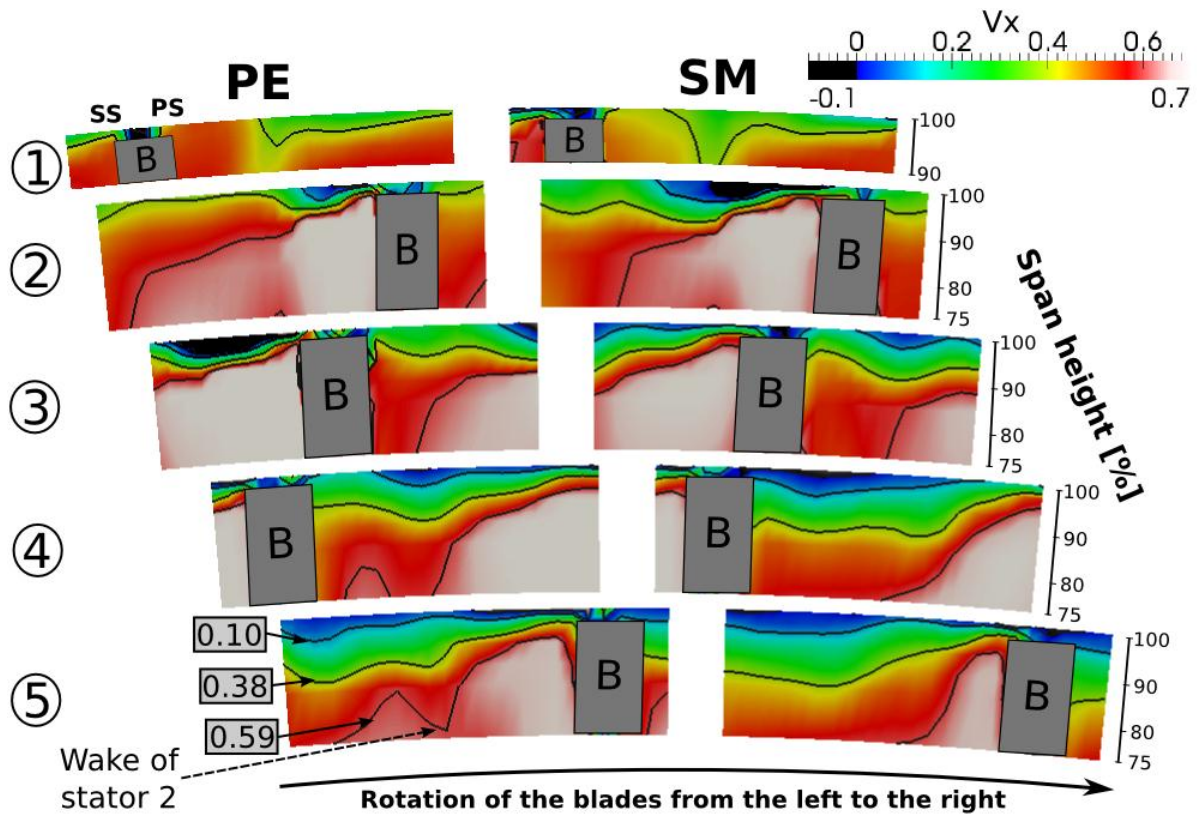 Vx
0 0.2 0.4 0.6
-0.1 0.7
PE SM
SS PS
1 B B 100
90
2 B B 100
90
80
75
3 B B 100
90
80
75
4 B B 100
90
80
75
5 B B 100
90
80
75
Span height [%]
0.10
0.38
0.59
Wake of
stator 2
Rotation of the blades from the left to the right